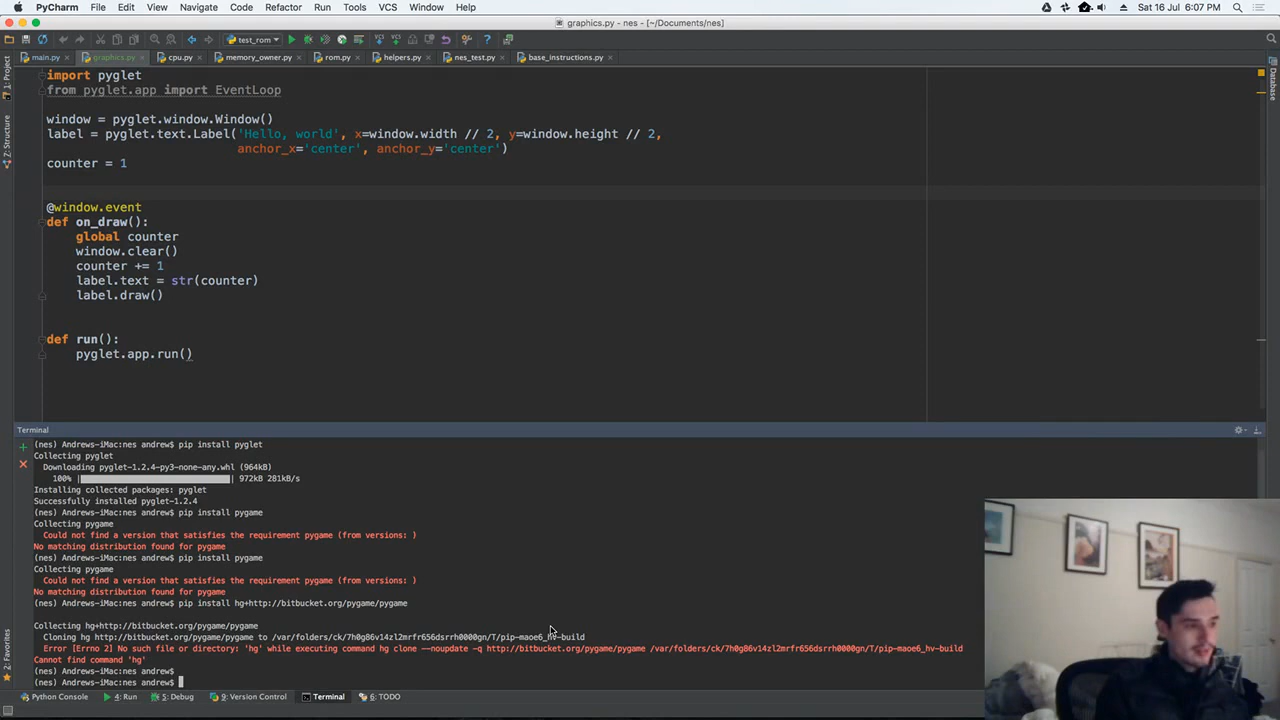 PyCharm File Edit View Navigate Code Refactor Run Tools VCS Window Help Sat 16 Jul 6:07 PM
graphics.py - nes - [~/Documents/nes]
test_rom
main.py graphics.py cpu.py memory_owner.py rom.py helpers.py nes_test.py base_instructions.py
1: Project
Z: Structure
2: Favorites
Database
import pyglet
from pyglet.app import EventLoop
window = pyglet.window.Window()
label = pyglet.text.Label('Hello, world', x=window.width // 2, y=window.height // 2,
anchor_x='center', anchor_y='center')
counter = 1
@window.event
def on_draw():
global counter
window.clear()
counter += 1
label.text = str(counter)
label.draw()
def run():
pyglet.app.run()
Terminal
(nes) Andrews-iMac:nes andrew$ pip install pyglet
Collecting pyglet
Downloading pyglet-1.2.4-py3-none-any.whl (964kB)
100% | | 972kB 281kB/s
Installing collected packages: pyglet
Successfully installed pyglet-1.2.4
(nes) Andrews-iMac:nes andrew$ pip install pygame
Collecting pygame
Could not find a version that satisfies the requirement pygame (from versions: )
No matching distribution found for pygame
(nes) Andrews-iMac:nes andrew$ pip install pygame
Collecting pygame
Could not find a version that satisfies the requirement pygame (from versions: )
No matching distribution found for pygame
(nes) Andrews-iMac:nes andrew$ pip install hg+http://bitbucket.org/pygame/pygame
Collecting hg+http://bitbucket.org/pygame/pygame
Cloning hg http://bitbucket.org/pygame/pygame to /var/folders/ck/7h0g86v14zl2mrfr656dsrrh0000gn/T/pip-maoe6_hv-build
Error [Errno 2] No such file or directory: 'hg' while executing command hg clone --noupdate -q http://bitbucket.org/pygame/pygame /var/folders/ck/7h0g86v14zl2mrfr656dsrrh0000gn/T/pip-maoe6_hv-build
Cannot find command 'hg'
(nes) Andrews-iMac:nes andrew$
(nes) Andrews-iMac:nes andrew$
Python Console 4: Run 5: Debug 9: Version Control Terminal 6: TODO